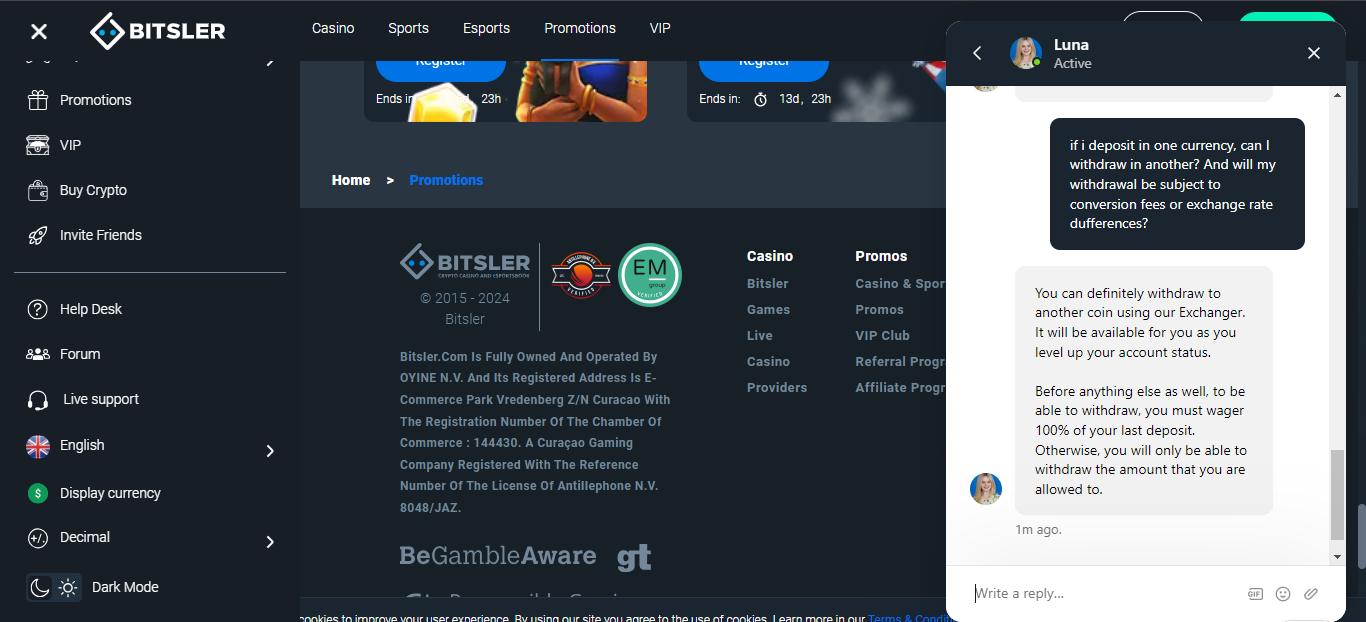 BITSLER
Casino
Sports
Esports
Promotions
VIP
Promotions
VIP
Buy Crypto
Invite Friends
Help Desk
Forum
Live support
English
$
Display currency
+/.
Decimal
Dark Mode
Register
Ends in:
23h
Register
Ends in: 13d, 23h
Home > Promotions
BITSLER
CRYPTO CASINO AND ESPORTSBOOK
© 2015 - 2024
Bitsler
VERIFIED
EM
group
VERIFIED
Bitsler.Com Is Fully Owned And Operated By
OYINE N.V. And Its Registered Address Is E-
Commerce Park Vredenberg Z/N Curacao With
The Registration Number Of The Chamber Of
Commerce : 144430. A Curaçao Gaming
Company Registered With The Reference
Number Of The License Of Antillephone N.V.
8048/JAZ.
BeGambleAware gt
Casino
Bitsler
Games
Live
Casino
Providers
Promos
Casino & Spor
Promos
VIP Club
Referral Progra
Affiliate Progr
cookies to improve your user experience. By using our site you agree to the use of cookies. Learn more in our Terms & Condit
Luna
Active
if i deposit in one currency, can I
withdraw in another? And will my
withdrawal be subject to
conversion fees or exchange rate
dufferences?
You can definitely withdraw to
another coin using our Exchanger.
It will be available for you as you
level up your account status.
Before anything else as well, to be
able to withdraw, you must wager
100% of your last deposit.
Otherwise, you will only be able to
withdraw the amount that you are
allowed to.
1m ago.
Write a reply...
GIF